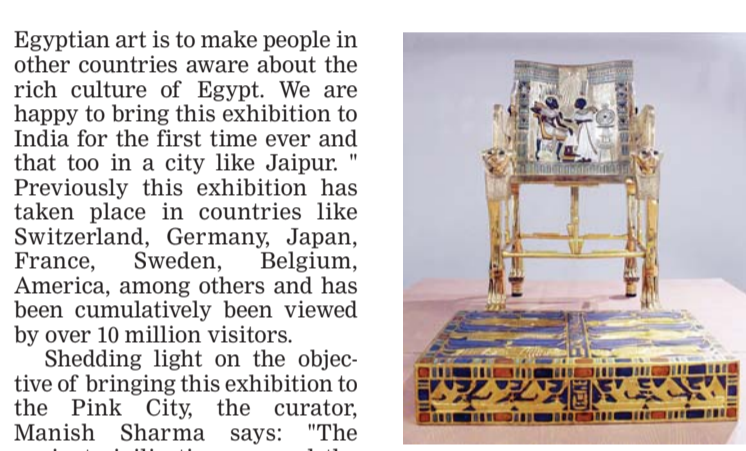 Egyptian art is to make people in
other countries aware about the
rich culture of Egypt. We are
happy to bring this exhibition to
India for the first time ever and
that too in a city like Jaipur. "
Previously this exhibition has
taken place in countries like
Switzerland, Germany, Japan,
France, Sweden, Belgium,
America, among others and has
been cumulatively been viewed
by over 10 million visitors.
Shedding light on the objec-
tive of bringing this exhibition to
the Pink City, the curator,
Manish Sharma says: "The